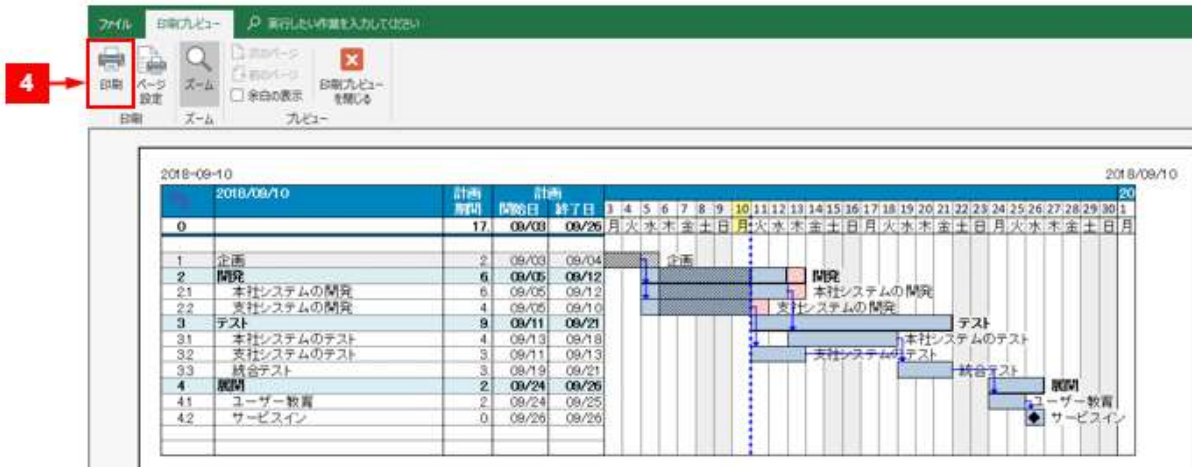 ファイル 印刷プレビュー 実行したい作業を入力してください
4
印刷 ページ設定 ズーム 次のページ 前のページ 余白の表示 印刷プレビューを閉じる
印刷 ズーム プレビュー
2018-09-10 2018/09/10
2018/09/10 計画 計画 20
期間 開始日 終了日 3 4 5 6 7 8 9 10 11 12 13 14 15 16 17 18 19 20 21 22 23 24 25 26 27 28 29 30 1
0 17 09/03 09/26 月 火 水 木 金 土 日 月 火 水 木 金 土 日 月 火 水 木 金 土 日 月 火 水 木 金 土 日 月
1 企画 2 09/03 09/04 企画
2 開発 6 09/05 09/12 開発
2.1 本社システムの開発 6 09/05 09/12 本社システムの開発
2.2 支社システムの開発 4 09/05 09/10 支社システムの開発
3 テスト 9 09/11 09/21 テスト
3.1 本社システムのテスト 4 09/13 09/18 本社システムのテスト
3.2 支社システムのテスト 3 09/11 09/13 支社システムのテスト
3.3 統合テスト 3 09/19 09/21 統合テスト
4 展開 2 09/24 09/26 展開
4.1 ユーザー教育 2 09/24 09/25 ユーザー教育
4.2 サービスイン 0 09/26 09/26 サービスイン